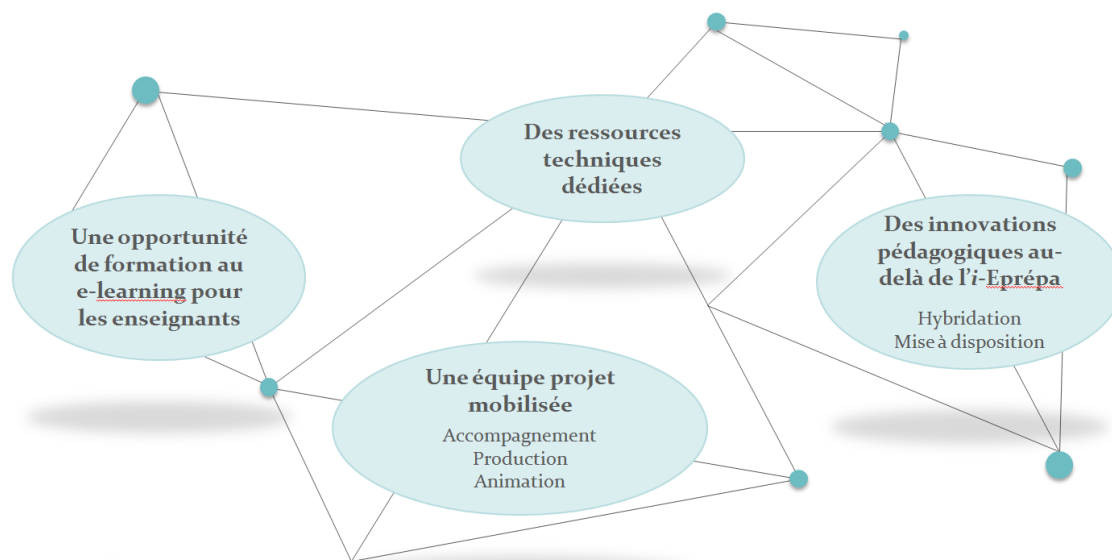 Des ressources
techniques
dédiées
Une opportunité
de formation au
e-learning pour
les enseignants
Des innovations
pédagogiques au-
delà de l'i-Eprépa
Hybridation
Mise à disposition
Une équipe projet
mobilisée
Accompagnement
Production
Animation